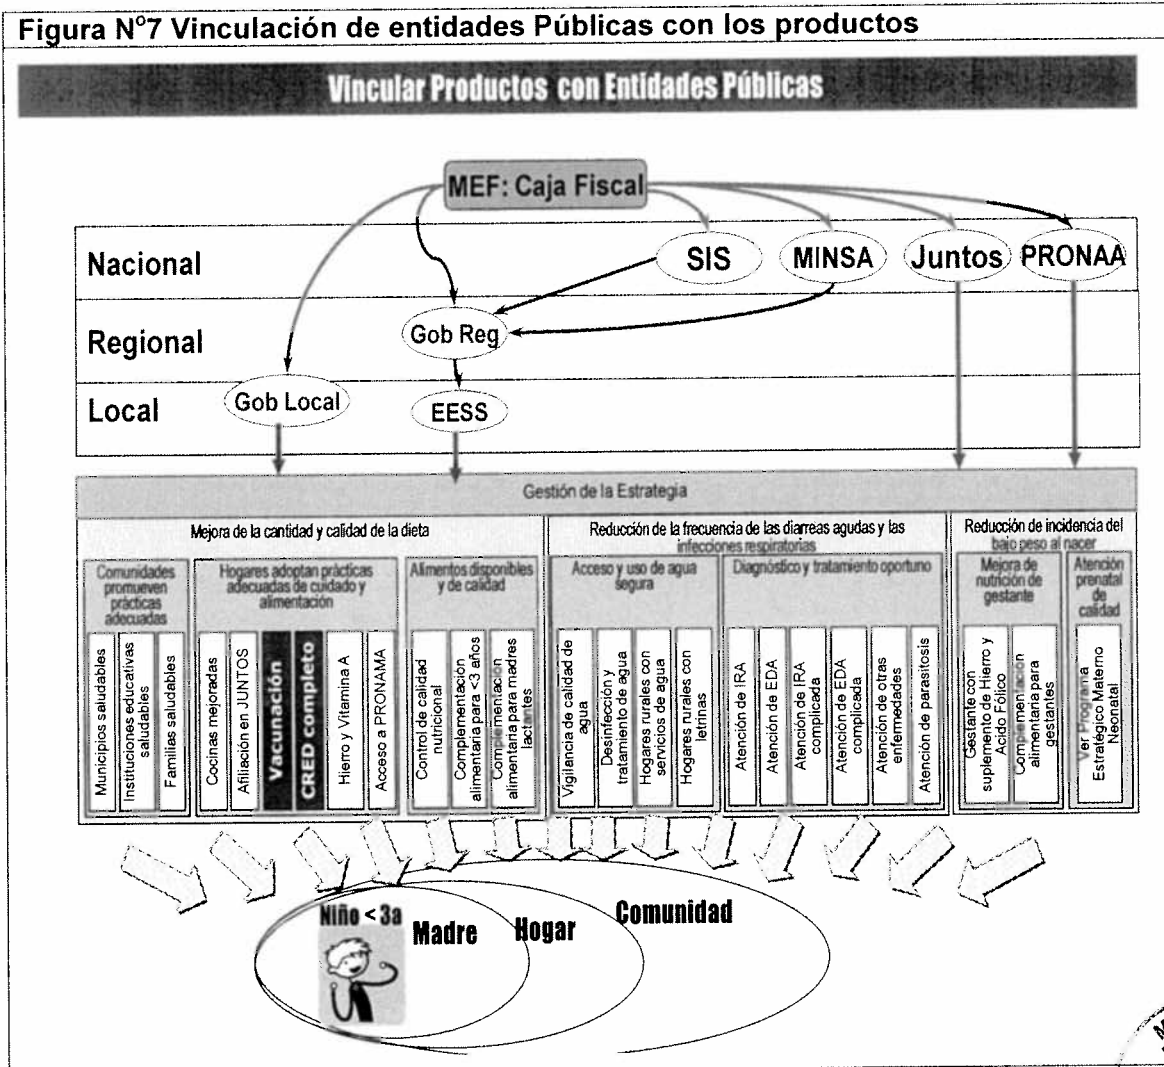 Figura N°7 Vinculación de entidades Públicas con los productos
Vincular Productos con Entidades Públicas
MEF: Caja Fiscal
Nacional
SIS
MINSA
Juntos
PRONAA
Regional
Gob Reg
Local
Gob Local
EESS
Gestión de la Estrategia
Mejora de la cantidad y calidad de la dieta
Reducción de la frecuencia de las diarreas agudas y las
infecciones respiratorias
Reducción de incidencia del
bajo peso al nacer
Comunidades
promueven
prácticas
adecuadas
Hogares adoptan prácticas
adecuadas de cuidado y
alimentación
Alimentos disponibles
y de calidad
Acceso y uso de agua
segura
Diagnóstico y tratamiento oportuno
Mejora de
nutrición de
gestante
Atención
prenatal
de
calidad
Municipios saludables
Instituciones educativas
saludables
Familias saludables
Cocinas mejoradas
Afiliación en JUNTOS
Vacunación
CRED completo
Hierro y Vitamina A
Acceso a PRONAMA
Control de calidad
nutricional
Complementación
alimentaria para <3 años
Complementación
alimentaria para madres
lactantes
Vigilancia de calidad de
agua
Desinfección y
tratamiento de agua
Hogares rurales con
servicios de agua
Hogares rurales con
letrinas
Atención de IRA
Atención de EDA
Atención de IRA
complicada
Atención de EDA
complicada
Atención de otras
enfermedades
Atención de parasitosis
Gestante con
suplemento de Hierro y
Acido Fólico
Complementación
alimentaria para
gestantes
Ver Programa
Estratégico Materno
Neonatal
Niño < 3a
Madre
Hogar
Comunidad